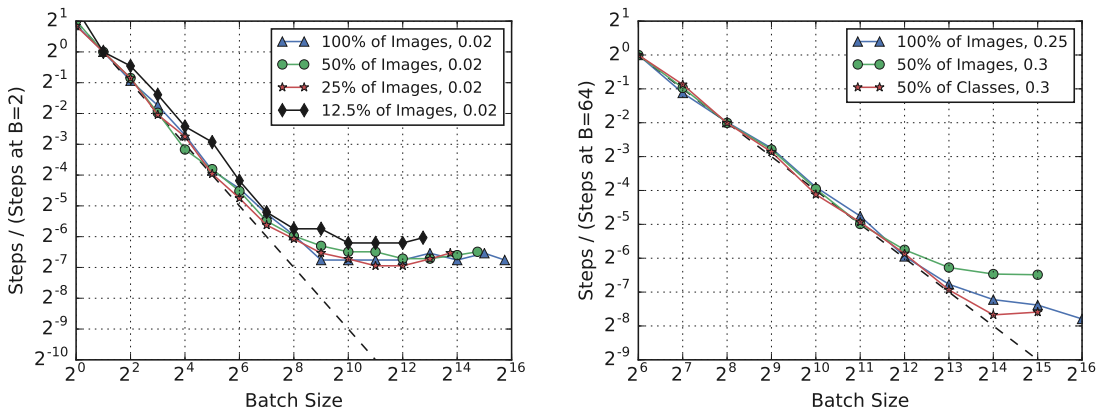 2^1
2^0
2^-1
2^-2
2^-3
2^-4
2^-5
2^-6
2^-7
2^-8
2^-9
2^-10
Steps / (Steps at B=2)
100% of Images, 0.02
50% of Images, 0.02
25% of Images, 0.02
12.5% of Images, 0.02
2^0 2^2 2^4 2^6 2^8 2^10 2^12 2^14 2^16
Batch Size
2^1
2^0
2^-1
2^-2
2^-3
2^-4
2^-5
2^-6
2^-7
2^-8
2^-9
Steps / (Steps at B=64)
100% of Images, 0.25
50% of Images, 0.3
50% of Classes, 0.3
2^6 2^7 2^8 2^9 2^10 2^11 2^12 2^13 2^14 2^15 2^16
Batch Size